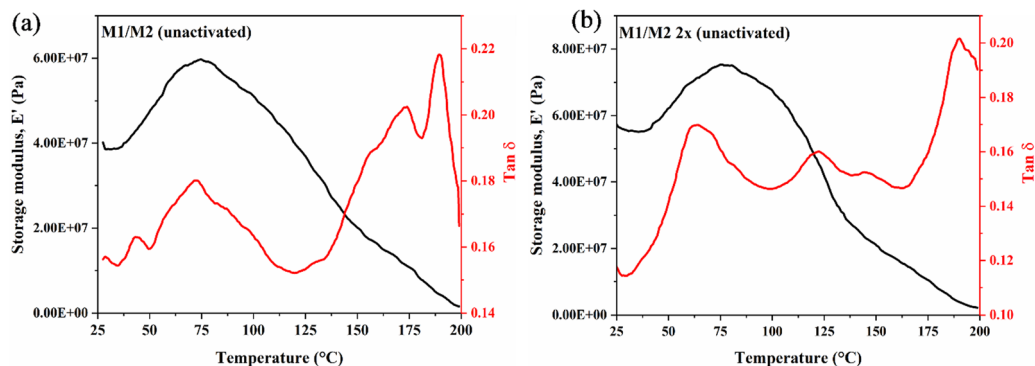 (a)
M1/M2 (unactivated)
6.00E+07
4.00E+07
2.00E+07
0.00E+00
Storage modulus, E' (Pa)
0.22
0.20
0.18
0.16
0.14
Tan δ
25 50 75 100 125 150 175 200
Temperature (°C)
(b)
M1/M2 2x (unactivated)
8.00E+07
6.00E+07
4.00E+07
2.00E+07
0.00E+00
Storage modulus, E' (Pa)
0.20
0.18
0.16
0.14
0.12
0.10
Tan δ
25 50 75 100 125 150 175 200
Temperature (°C)